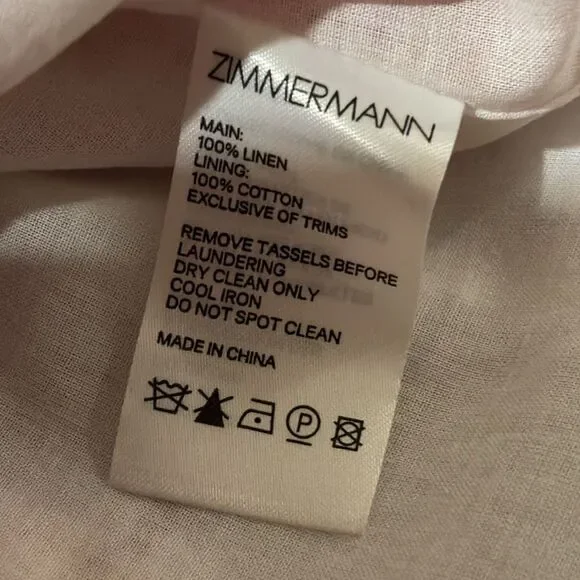 ZIMMERMANN
MAIN:
100% LINEN
LINING:
100% COTTON
EXCLUSIVE OF TRIMS
REMOVE TASSELS BEFORE
LAUNDERING
DRY CLEAN ONLY
COOL IRON
DO NOT SPOT CLEAN
MADE IN CHINA
P